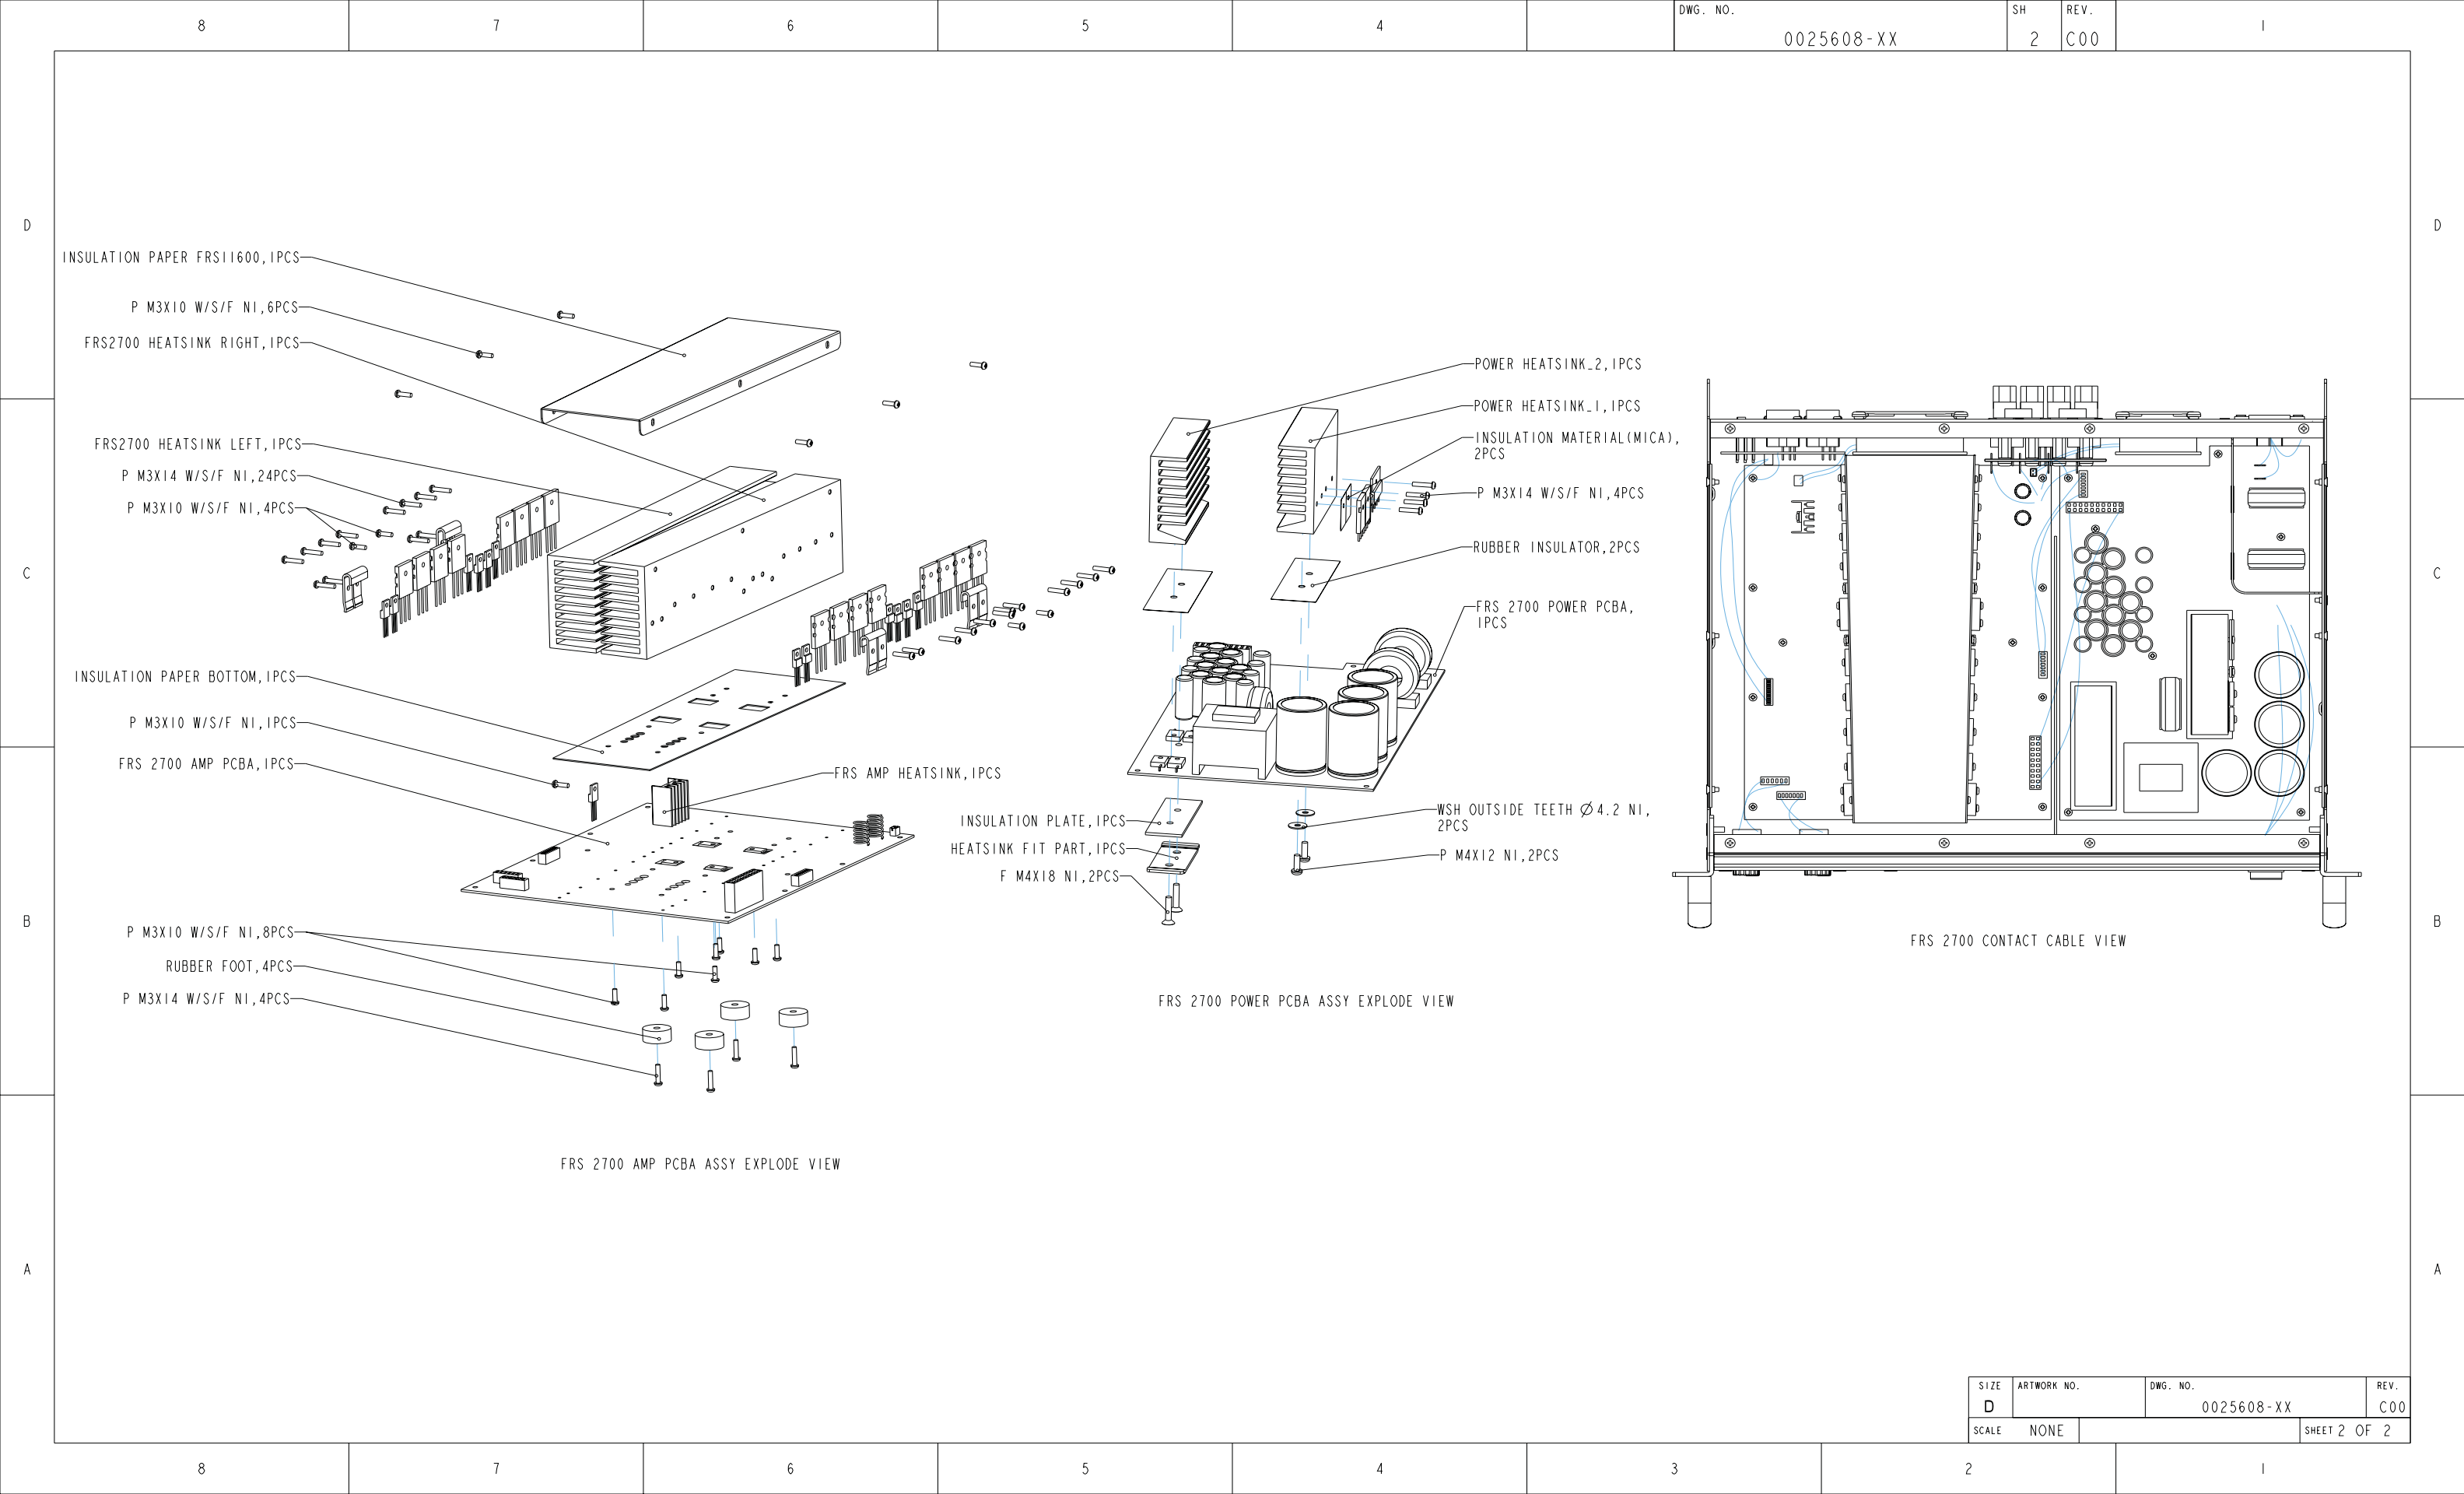 8 7 6 5 4 1
DWG. NO.
0025608-XX
SH
2
REV.
C00
D
C
B
A
D
C
B
A
INSULATION PAPER FRS11600,1PCS
P M3X10 W/S/F NI,6PCS
FRS2700 HEATSINK RIGHT,1PCS
FRS2700 HEATSINK LEFT,1PCS
P M3X14 W/S/F NI,24PCS
P M3X10 W/S/F NI,4PCS
INSULATION PAPER BOTTOM,1PCS
P M3X10 W/S/F NI,1PCS
FRS 2700 AMP PCBA,1PCS
FRS AMP HEATSINK,1PCS
P M3X10 W/S/F NI,8PCS
RUBBER FOOT,4PCS
P M3X14 W/S/F NI,4PCS
FRS 2700 AMP PCBA ASSY EXPLODE VIEW
POWER HEATSINK_2,1PCS
POWER HEATSINK_1,1PCS
INSULATION MATERIAL(MICA),
2PCS
P M3X14 W/S/F NI,4PCS
RUBBER INSULATOR,2PCS
FRS 2700 POWER PCBA,
1PCS
INSULATION PLATE,1PCS
HEATSINK FIT PART,1PCS
F M4X18 NI,2PCS
WSH OUTSIDE TEETH Ø4.2 NI,
2PCS
P M4X12 NI,2PCS
FRS 2700 POWER PCBA ASSY EXPLODE VIEW
FRS 2700 CONTACT CABLE VIEW
SIZE
D
ARTWORK NO.
DWG. NO.
0025608-XX
REV.
C00
SCALE NONE
SHEET 2 OF 2
8 7 6 5 4 3 2 1